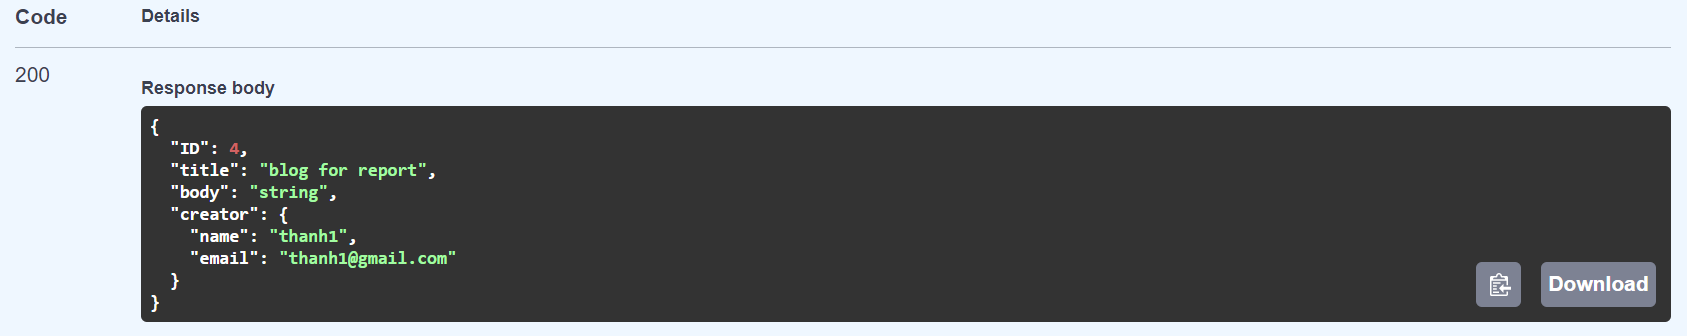 Code Details
200
Response body
{
  "ID": 4,
  "title": "blog for report",
  "body": "string",
  "creator": {
    "name": "thanh1",
    "email": "thanh1@gmail.com"
  }
}
Download